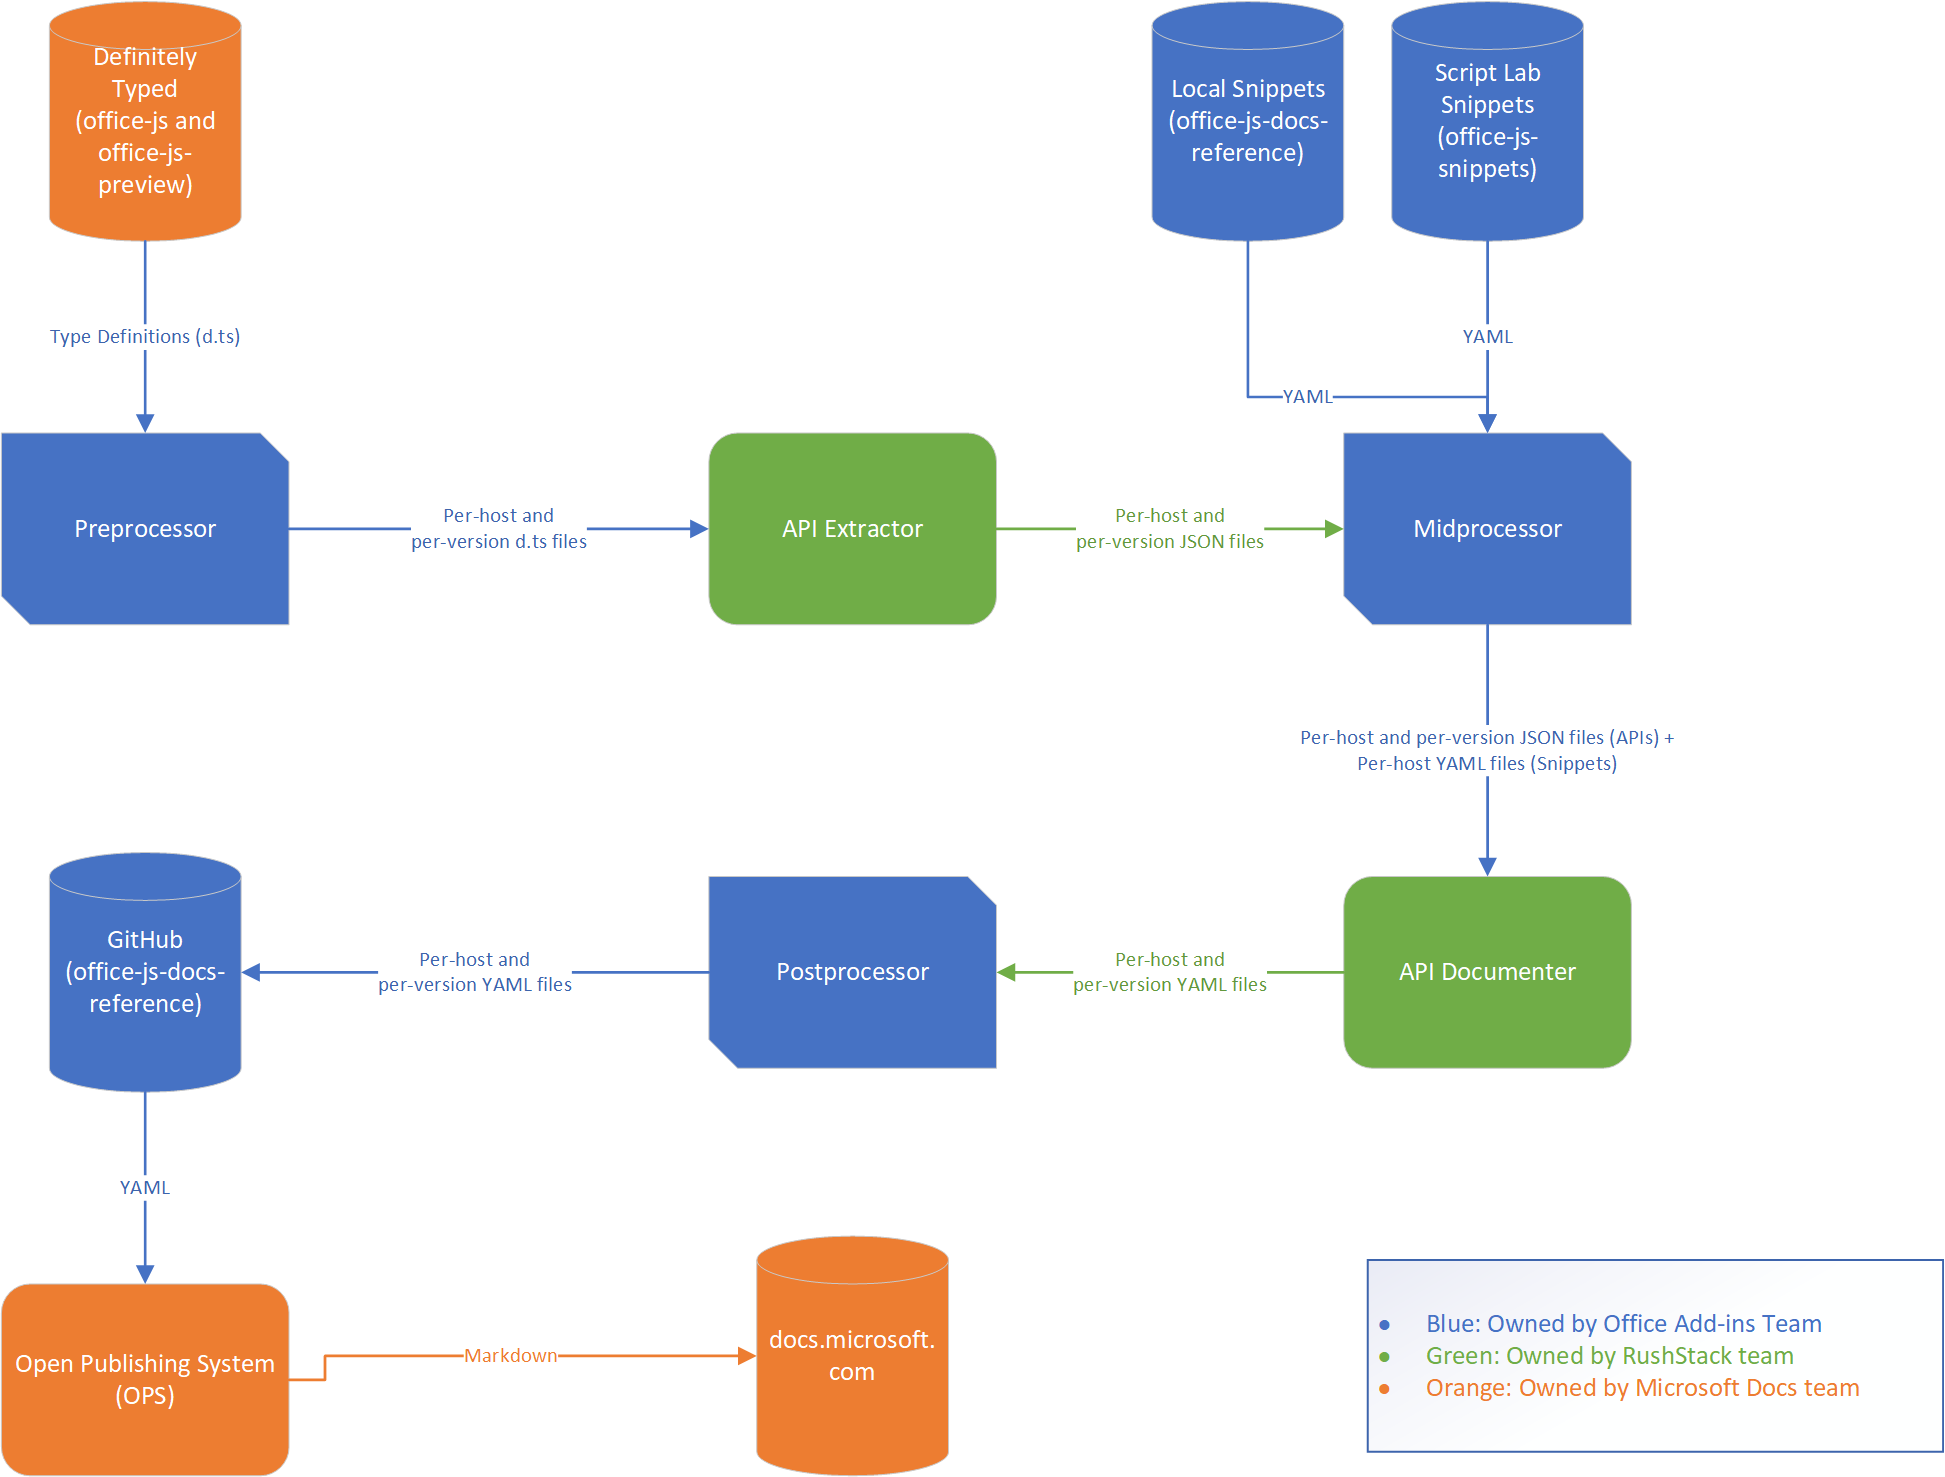 Definitely
Typed
(office-js and
office-js-
preview)
Local Snippets
(office-js-docs-
reference)
Script Lab
Snippets
(office-js-
snippets)
Type Definitions (d.ts)
YAML
YAML
Preprocessor
Per-host and
per-version d.ts files
API Extractor
Per-host and
per-version JSON files
Midprocessor
Per-host and per-version JSON files (APIs) +
Per-host YAML files (Snippets)
GitHub
(office-js-docs-
reference)
Per-host and
per-version YAML files
Postprocessor
Per-host and
per-version YAML files
API Documenter
YAML
Open Publishing System
(OPS)
Markdown
docs.microsoft.
com
• Blue: Owned by Office Add-ins Team
• Green: Owned by RushStack team
• Orange: Owned by Microsoft Docs team